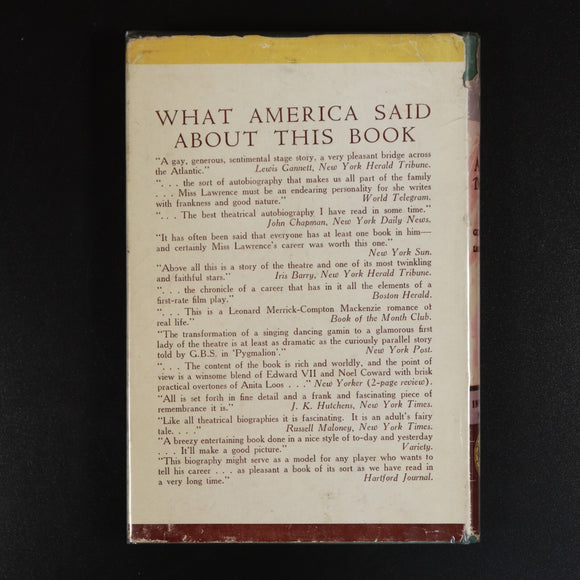 WHAT AMERICA SAID
ABOUT THIS BOOK
"A gay, generous, sentimental stage story, a very pleasant bridge across
the Atlantic." Lewis Gannett, New York Herald Tribune.
". . . the sort of autobiography that makes us all part of the family
. . . Miss Lawrence must be an endearing personality for she writes
with frankness and good nature." World Telegram.
". . . The best theatrical autobiography I have read in some time."
John Chapman, New York Daily News.
"It has often been said that everyone has at least one book in him—
and certainly Miss Lawrence's career was worth this one."
New York Sun.
"Above all this is a story of the theatre and one of its most twinkling
and faithful stars." Iris Barry, New York Herald Tribune.
". . . the chronicle of a career that has in it all the elements of a
first-rate film play." Boston Herald.
". . . This is a Leonard Merrick-Compton Mackenzie romance of
real life." Book of the Month Club.
"The transformation of a singing dancing gamin to a glamorous first
lady of the theatre is at least as dramatic as the curiously parallel story
told by G.B.S. in 'Pygmalion'." New York Post.
". . . The content of the book is rich and worldly, and the point of
view is a winsome blend of Edward VII and Noel Coward with brisk
practical overtones of Anita Loos . . ." New Yorker (2-page review).
"All is set forth in fine detail and a frank and fascinating piece of
remembrance it is." J. K. Hutchens, New York Times.
"Like all theatrical biographies it is fascinating. It is an adult's fairy
tale. . . ." Russell Maloney, New York Times.
"A breezy entertaining book done in a nice style of to-day and yesterday
. . . It'll make a good picture." Variety.
"This biography might serve as a model for any player who wants to
tell his career . . . as pleasant a book of its sort as we have read in
a very long time." Hartford Journal.